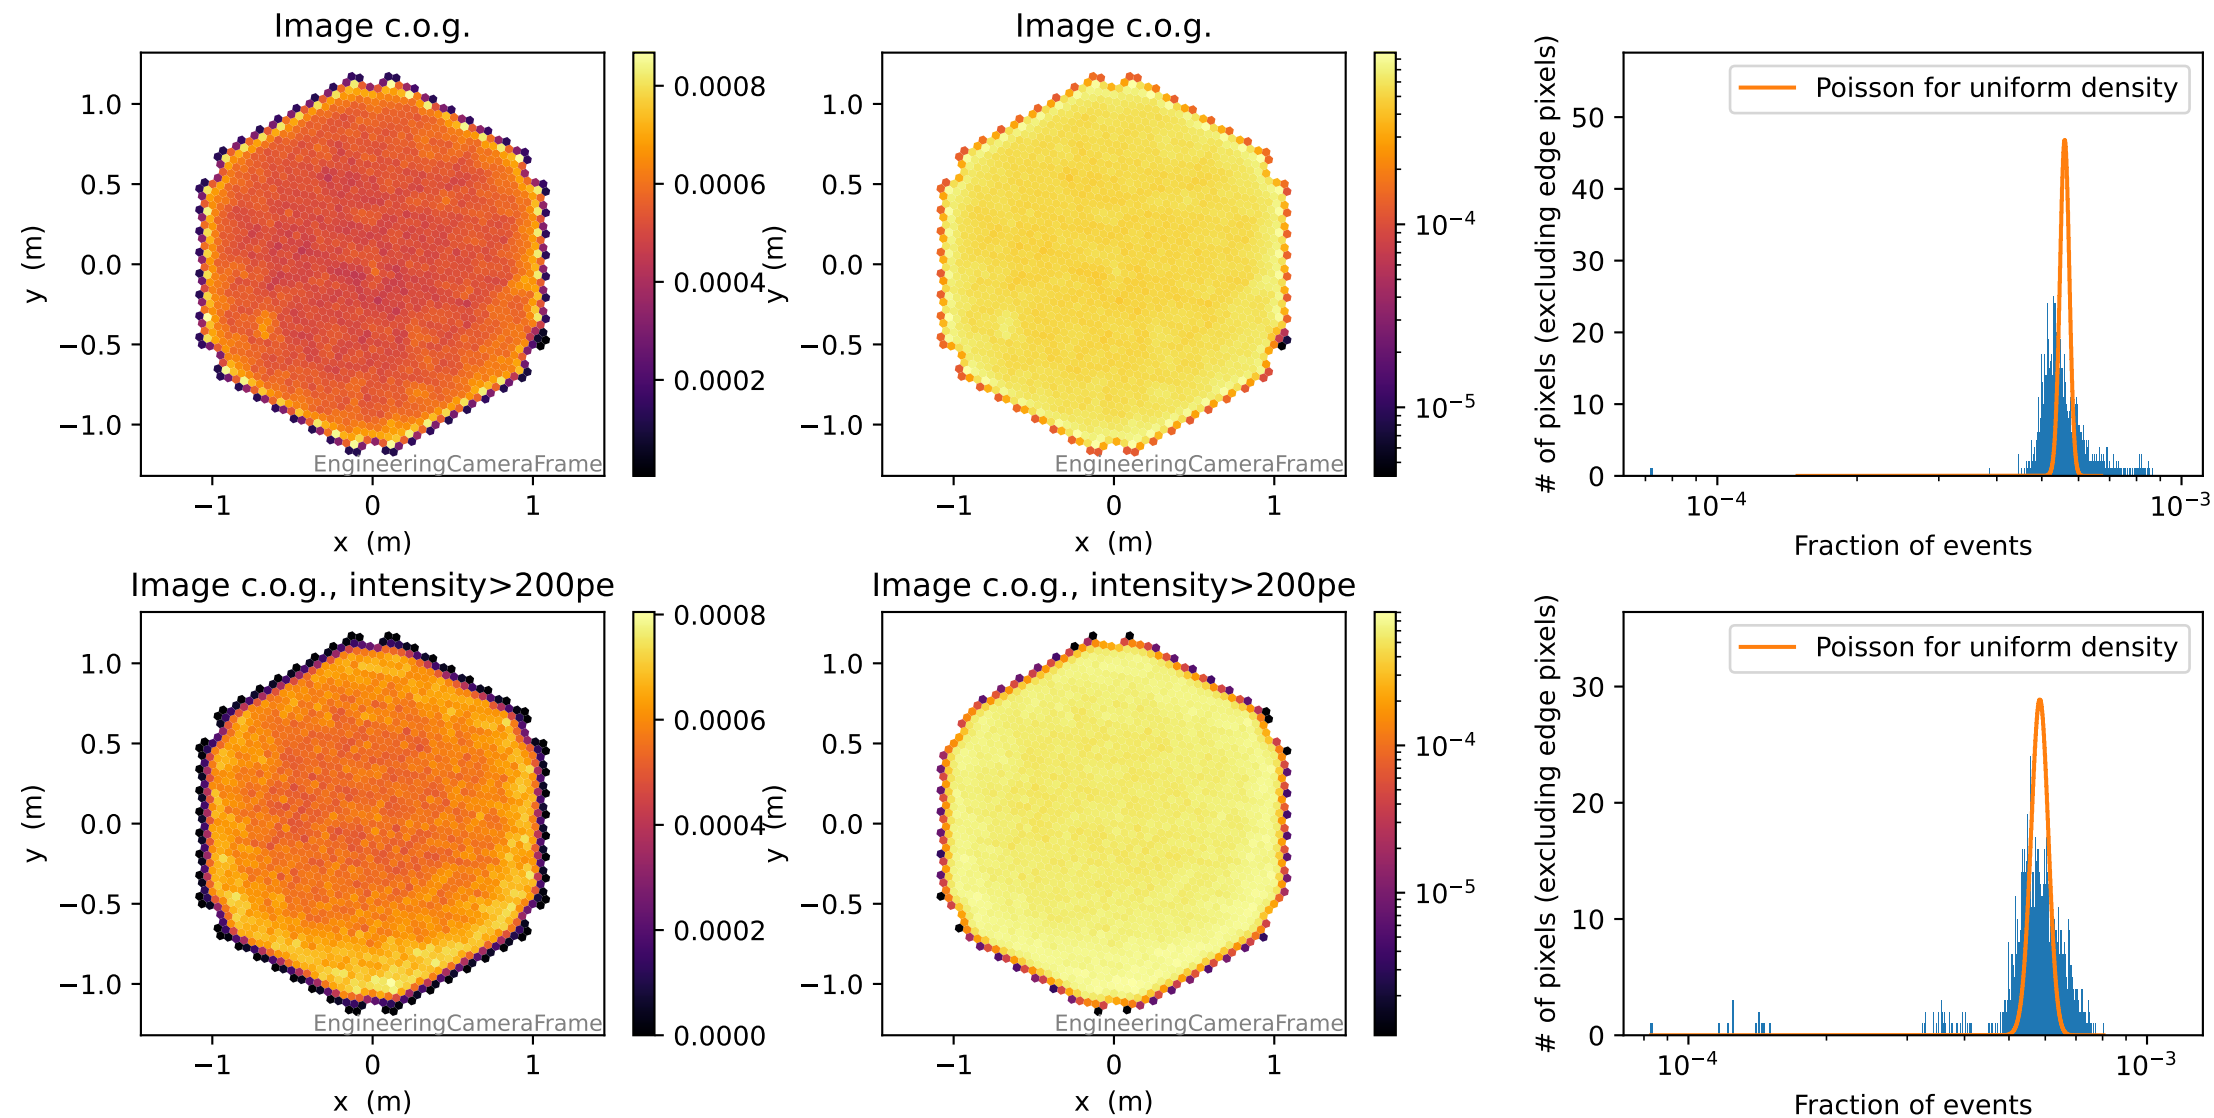 Image c.o.g.
1.0
0.5
0.0
−0.5
−1.0
y (m)
−1
0
1
x (m)
EngineeringCameraFrame
0.0008
0.0006
0.0004
0.0002
Image c.o.g.
1.0
0.5
0.0
−0.5
−1.0
y (m)
−1
0
1
x (m)
EngineeringCameraFrame
10⁻⁴
10⁻⁵
# of pixels (excluding edge pixels)
50
40
30
20
10
0
Poisson for uniform density
10⁻⁴
10⁻³
Fraction of events
Image c.o.g., intensity>200pe
1.0
0.5
0.0
−0.5
−1.0
y (m)
−1
0
1
x (m)
EngineeringCameraFrame
0.0008
0.0006
0.0004
0.0002
0.0000
Image c.o.g., intensity>200pe
1.0
0.5
0.0
−0.5
−1.0
y (m)
−1
0
1
x (m)
EngineeringCameraFrame
10⁻⁴
10⁻⁵
# of pixels (excluding edge pixels)
30
20
10
0
Poisson for uniform density
10⁻⁴
10⁻³
Fraction of events